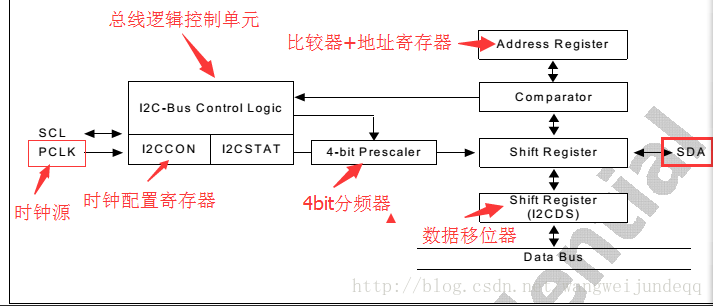 总线逻辑控制单元
比较器+地址寄存器
Address Register
I2C-Bus Control Logic
Comparator
SCL
PCLK
I2CCON
I2CSTAT
4-bit Prescaler
Shift Register
SDA
时钟源
时钟配置寄存器
4bit分频器
Shift Register
(I2CDS)
数据移位器
Data Bus
http://blog.csdn.net/wangweijundeqq
dential